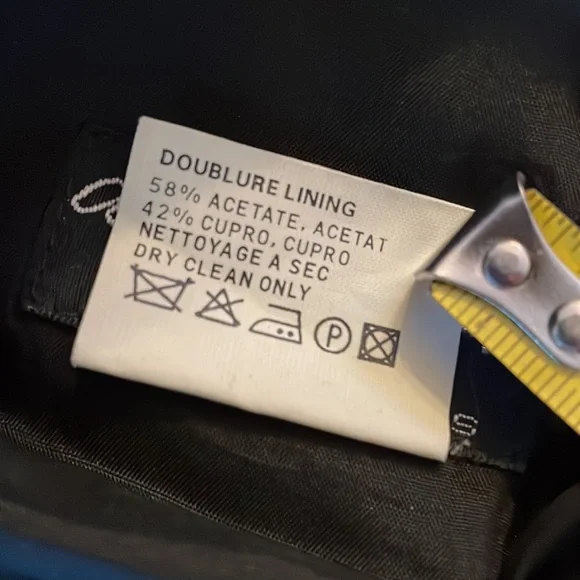 DOUBLURE LINING
58% ACETATE, ACETAT
42% CUPRO, CUPRO
NETTOYAGE A SEC
DRY CLEAN ONLY
P